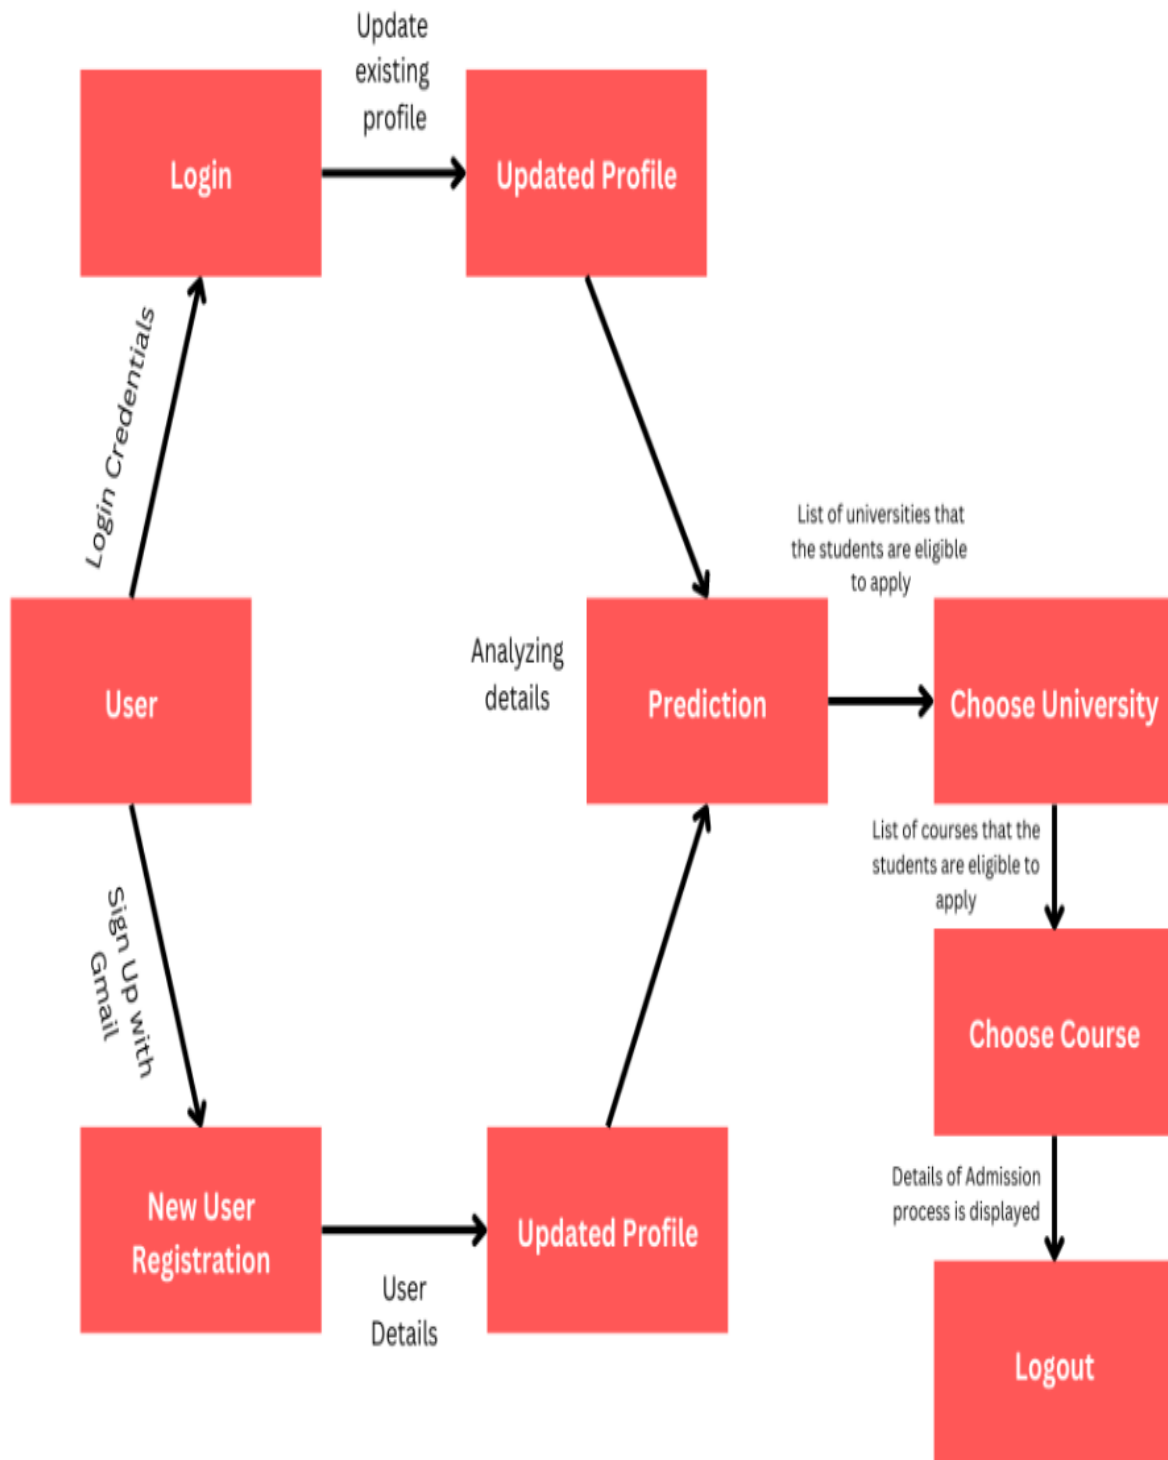 Update
existing
profile
Login
Updated Profile
Login Credentials
List of universities that
the students are eligible
to apply
Analyzing
details
User
Prediction
Choose University
List of courses that the
students are eligible to
apply
Sign Up with
Gmail
Choose Course
New User
Registration
Updated Profile
Details of Admission
process is displayed
User
Details
Logout